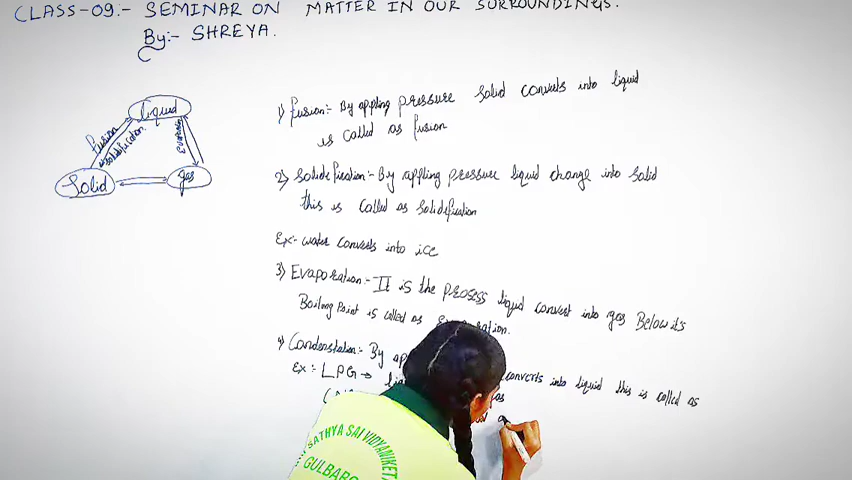 CLASS-09:- SEMINAR ON MATTER IN OUR SURROUNDINGS.
By:- SHREYA.
liquid
fusion
solidification
Solid
gas
1) fusion:- By appling pressure solid converts into liquid
is called as fusion
2) Solidefication:- By appling pressure liquid change into solid
this is called as solidefication
Ex:- water converts into ice
3) Evaporation:- It is the prosess liquid convert into gas Below its
Boilong Point is called as
4) Condenstation:- By
converts into liquid this is called as
Ex:- LPG →
SATHYA SAI VIDYANIKET
GULBARG